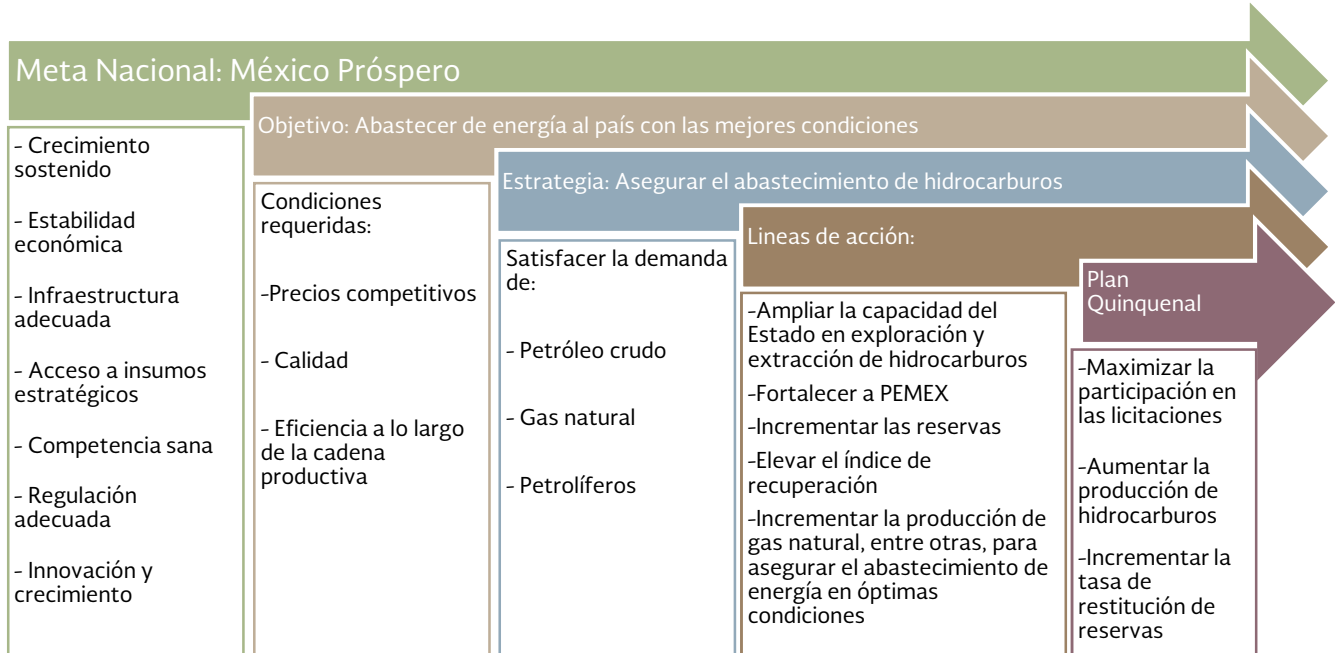 Meta Nacional: México Próspero
- Crecimiento
sostenido
- Estabilidad
económica
- Infraestructura
adecuada
- Acceso a insumos
estratégicos
- Competencia sana
- Regulación
adecuada
- Innovación y
crecimiento
Objetivo: Abastecer de energía al país con las mejores condiciones
Condiciones
requeridas:
-Precios competitivos
- Calidad
- Eficiencia a lo largo
de la cadena
productiva
Estrategia: Asegurar el abastecimiento de hidrocarburos
Satisfacer la demanda
de:
- Petróleo crudo
- Gas natural
- Petrolíferos
Lineas de acción:
-Ampliar la capacidad del
Estado en exploración y
extracción de hidrocarburos
-Fortalecer a PEMEX
-Incrementar las reservas
-Elevar el índice de
recuperación
-Incrementar la producción de
gas natural, entre otras, para
asegurar el abastecimiento de
energía en óptimas
condiciones
Plan
Quinquenal
-Maximizar la
participación en
las licitaciones
-Aumentar la
producción de
hidrocarburos
-Incrementar la
tasa de
restitución de
reservas